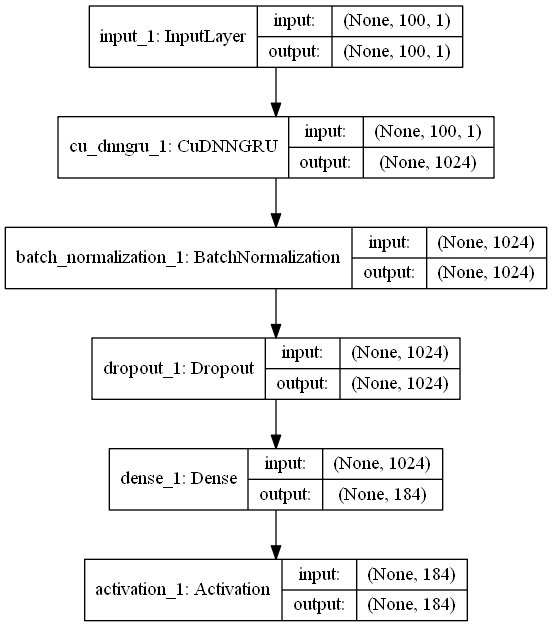 input_1: InputLayer
input: (None, 100, 1)
output: (None, 100, 1)
cu_dnngru_1: CuDNNGRU
input: (None, 100, 1)
output: (None, 1024)
batch_normalization_1: BatchNormalization
input: (None, 1024)
output: (None, 1024)
dropout_1: Dropout
input: (None, 1024)
output: (None, 1024)
dense_1: Dense
input: (None, 1024)
output: (None, 184)
activation_1: Activation
input: (None, 184)
output: (None, 184)